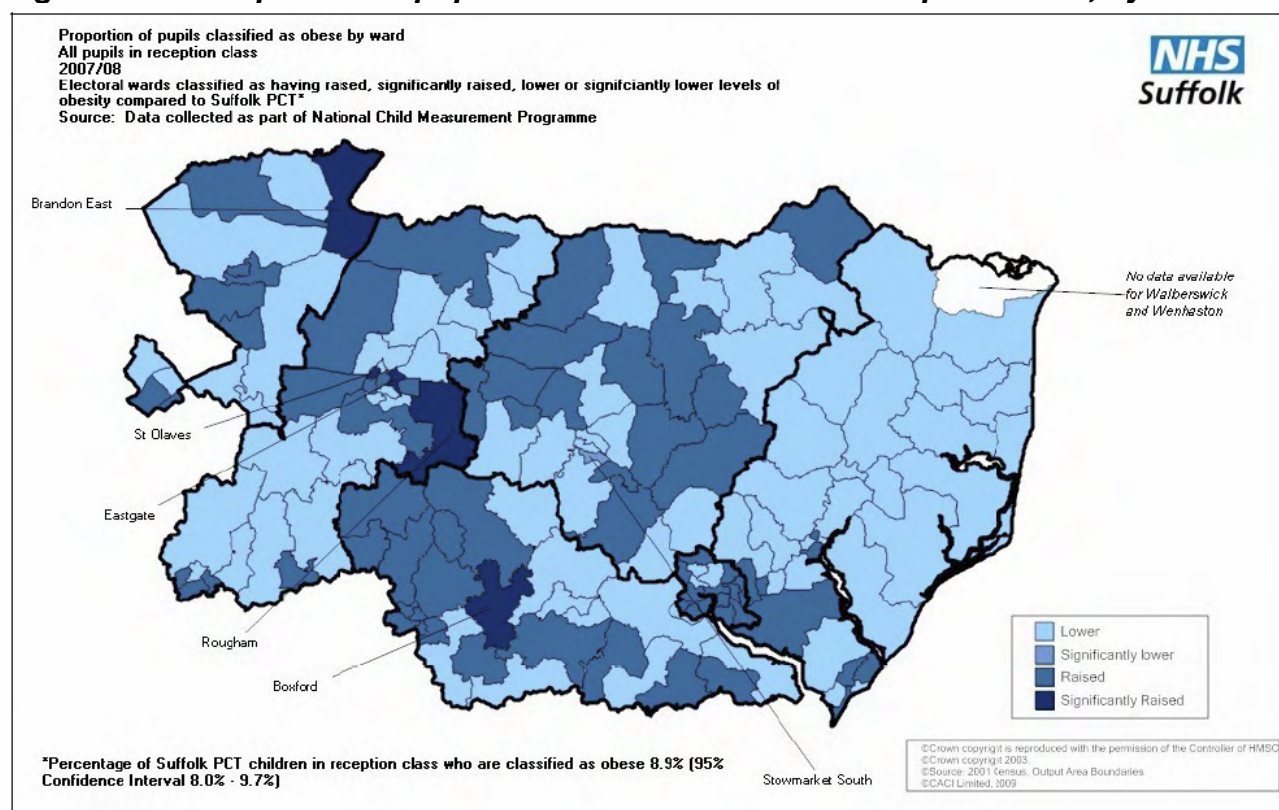 Proportion of pupils classified as obese by ward
All pupils in reception class
2007/08
Electoral wards classified as having raised, significantly raised, lower or signifciantly lower levels of
obesity compared to Suffolk PCT*
Source: Data collected as part of National Child Measurement Programme
NHS
Suffolk
Brandon East
No data available
for Walberswick
and Wenhaston
St Olaves
Eastgate
Rougham
Boxford
Lower
Significantly lower
Raised
Significantly Raised
*Percentage of Suffolk PCT children in reception class who are classified as obese 8.9% (95%
Confidence Interval 8.0% - 9.7%)
Stowmarket South
©Crown copyright is reproduced with the permission of the Controller of HMSO
©Crown copyright 2003.
©Source: 2001 Census, Output Area Boundaries.
©CACI Limited, 2009